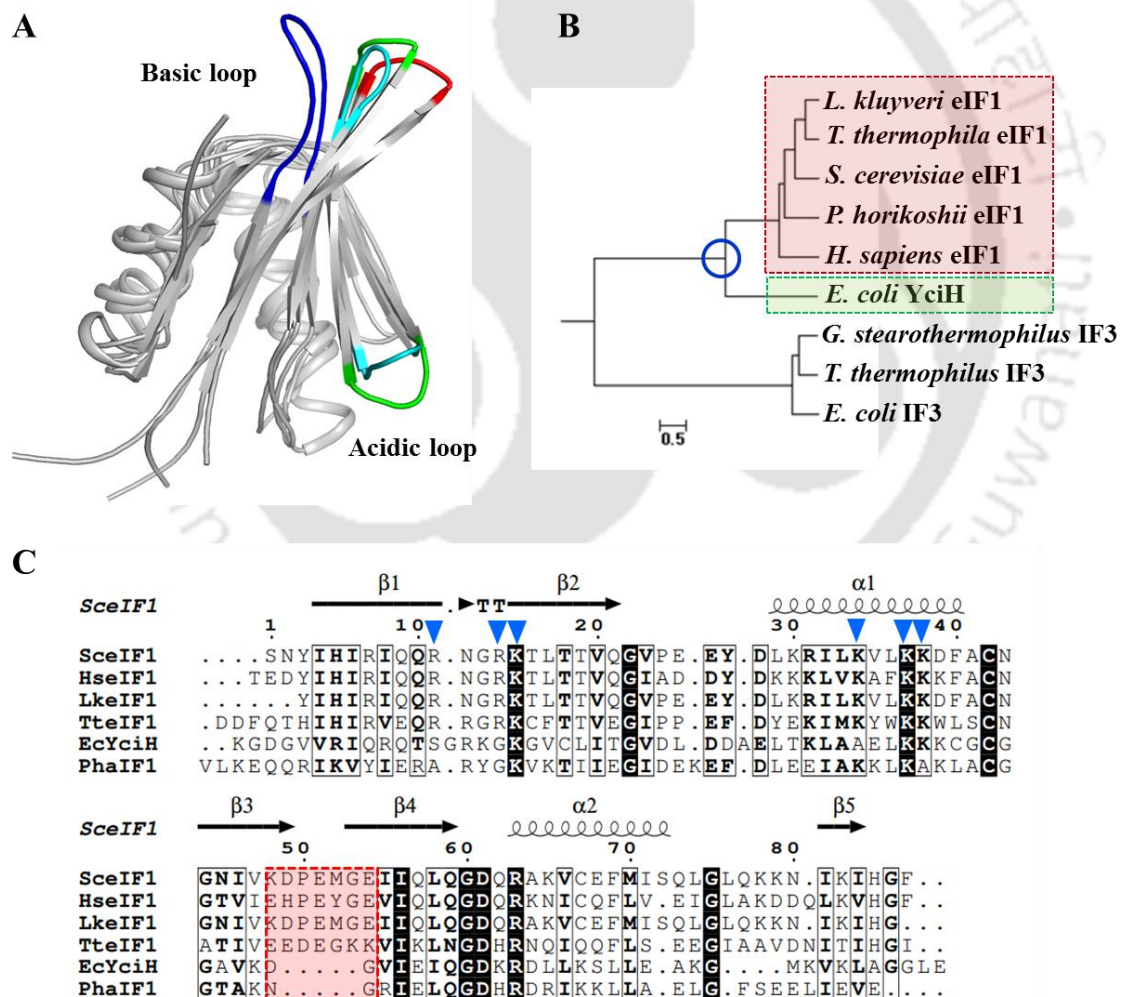 A
Basic loop
Acidic loop
B
L. kluyveri eIF1
T. thermophila eIF1
S. cerevisiae eIF1
P. horikoshii eIF1
H. sapiens eIF1
E. coli YciH
G. stearothermophilus IF3
T. thermophilus IF3
E. coli IF3
0.5
C
β1 β2 α1
SceIF1 . TT
1 10 20 30 40
SceIF1 ....SNYIHIRIQQR.NGRKTLTTVQGVPE.EY.DLKRILKVLKKDFACN
HseIF1 ...TEDYIHIRIQQR.NGRKTLTTVQGIAD.DY.DKKKLVKAFKKKFACN
LkeIF1 ......YIHIRIQQR.NGRKTLTTVQGVPE.EY.DLKRILKVLKKDFACN
TteIF1 .DDFQTHIHIRVEQR.RGRKCFTTVEGIPP.EF.DYEKIMKYWKKWLSCN
EcYciH ..KGDGVVRIQRQTSGRKGKGVCLITGVDL.DDAELTKLAAELKKKCGCG
PhaIF1 VLKEQQRIKVYIERA.RYGKVKTIIEGIDEKEF.DLEEIAKKLKAKLACG
β3 β4 α2 β5
SceIF1
50 60 70 80
SceIF1 GNIVKDPEMGEIIQLQGDQRAKVCEFMISQLGLQKKN.IKIHGF..
HseIF1 GTVIEHPEYGEVIQLQGDQRKNICQFLV.EIGLAKDDQLKVHGF..
LkeIF1 GNIVKDPEMGEIIQLQGDQRAKVCEFMISQLGLQKKN.IKIHGF..
TteIF1 ATIVEEDEGKKVIKLNGDHRNQIQQFLS.EEGIAAVDNITIHGI..
EcYciH GAVKD.....GVIEIQGDKRDLLKSLLE.AKG....MKVKLAGGLE
PhaIF1 GTAKN.....GRIELQGDHRDRIKKLLA.ELG.FSEELIEVE....